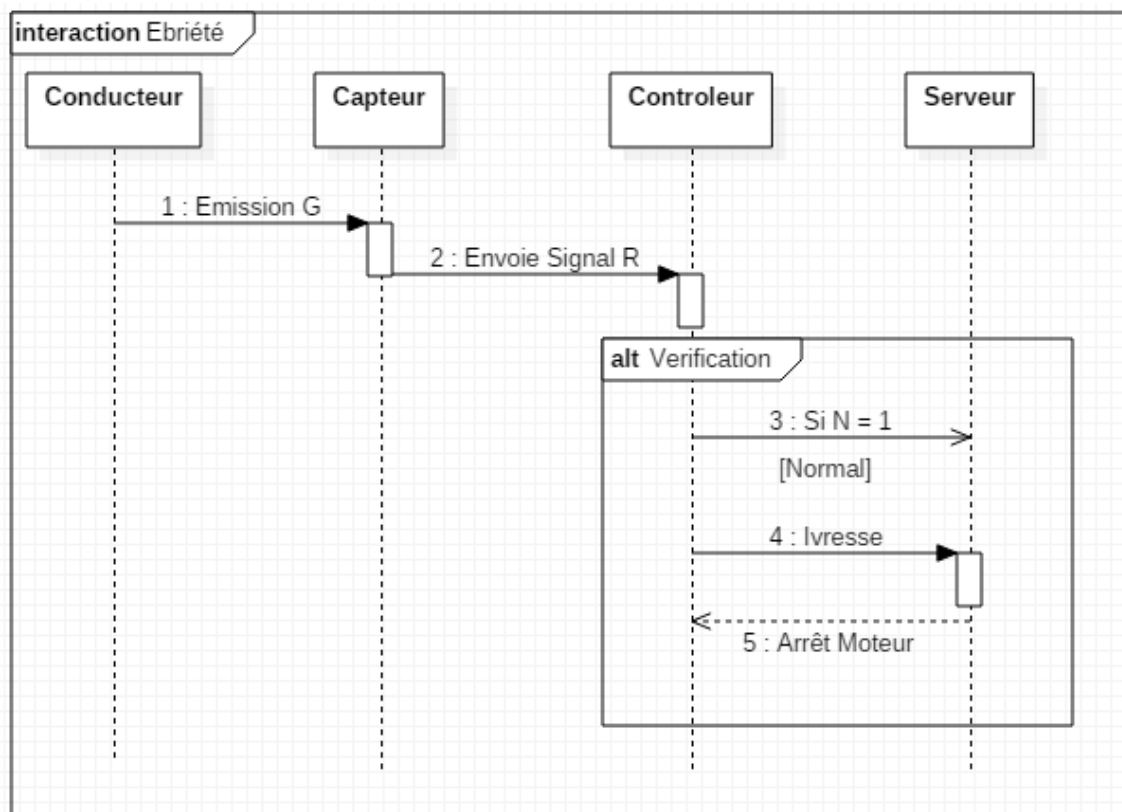 interaction Ebriété
Conducteur
Capteur
Controleur
Serveur
1 : Emission G
2 : Envoie Signal R
alt Verification
3 : Si N = 1
[Normal]
4 : Ivresse
5 : Arrêt Moteur